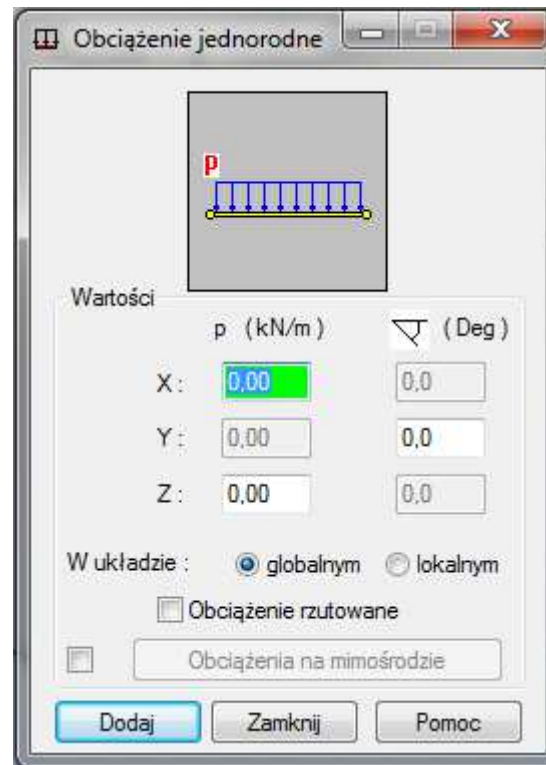 Obciążenie jednorodne
p
Wartości
p (kN/m) (Deg)
X: 0,00 0,0
Y: 0,00 0,0
Z: 0,00 0,0
W układzie : globalnym lokalnym
Obciążenie rzutowane
Obciążenia na mimośrodzie
Dodaj Zamknij Pomoc